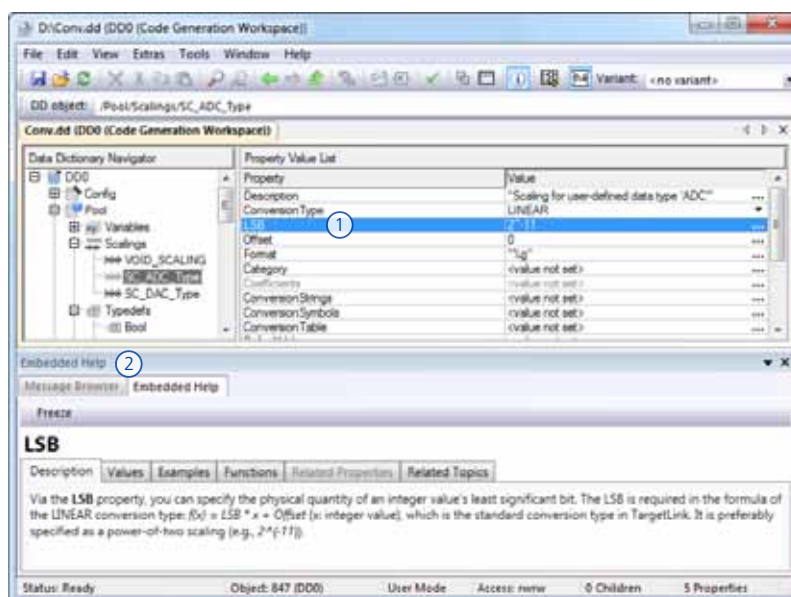 D:\Conv.dd (DD0 (Code Generation Workspace))
File Edit View Extras Tools Window Help
Variant: <no variant>
DD object: /Pool/Scalings/SC_ADC_Type
Conv.dd (DD0 (Code Generation Workspace))
Data Dictionary Navigator Property Value List
DD0 Property Value
Config Description "Scaling for user-defined data type 'ADC'"
Pool ConversionType LINEAR
Variables LSB 1 2^-11
Scalings Offset 0
VOID_SCALING Format "%g"
SC_ADC_Type Category <value not set>
SC_DAC_Type Coefficients <value not set>
Typedefs ConversionStrings <value not set>
Bool ConversionSymbols <value not set>
ConversionTable <value not set>
Embedded Help 2
Message Browser Embedded Help
Freeze
LSB
Description Values Examples Functions Related Properties Related Topics
Via the LSB property, you can specify the physical quantity of an integer value's least significant bit. The LSB is required in the formula of
the LINEAR conversion type: f(x) = LSB * x + Offset (x: integer value), which is the standard conversion type in TargetLink. It is preferably
specified as a power-of-two scaling (e.g., 2^(-11)).
Status: Ready Object: 847 (DD0) User Mode Access: rwrw 0 Children 5 Properties